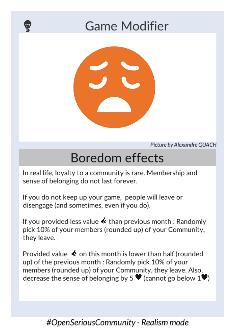 Game Modifier
Picture by Alexandre QUACH
Boredom effects
In real life, loyalty to a community is rare. Membership and
sense of belonging do not last forever.
If you do not keep up your game, people will leave or
disengage (and sometimes, even if you do).
If you provided less value than previous month : Randomly
pick 10% of your members (rounded up) of your Community,
they leave.
Provided value on this month is lower than half (rounded
up) of the previous month : Randomly pick 10% of your
members (rounded up) of your Community, they leave. Also,
decrease the sense of belonging by 5 ♥ (cannot go below 1♥)
#OpenSeriousCommunity - Realism mode